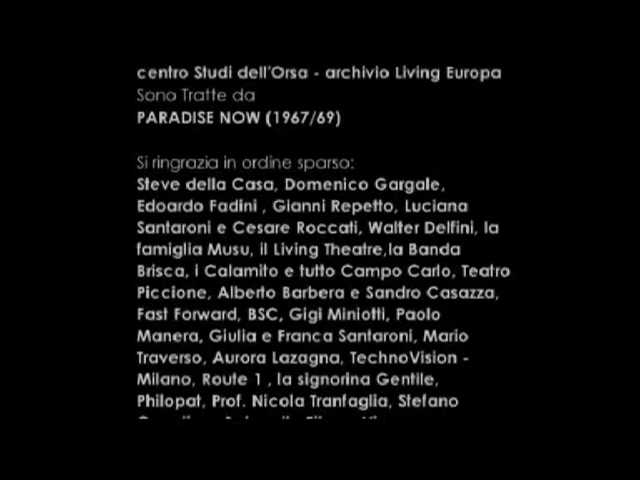 centro Studi dell'Orsa - archivio Living Europa
Sono Tratte da
PARADISE NOW (1967/69)
Si ringrazia in ordine sparso:
Steve della Casa, Domenico Gargale,
Edoardo Fadini , Gianni Repetto, Luciana
Santaroni e Cesare Roccati, Walter Delfini, la
famiglia Musu, il Living Theatre,la Banda
Brisca, i Calamito e tutto Campo Carlo, Teatro
Piccione, Alberto Barbera e Sandro Casazza,
Fast Forward, BSC, Gigi Miniotti, Paolo
Manera, Giulia e Franca Santaroni, Mario
Traverso, Aurora Lazagna, TechnoVision -
Milano, Route 1 , la signorina Gentile,
Philopat, Prof. Nicola Tranfaglia, Stefano